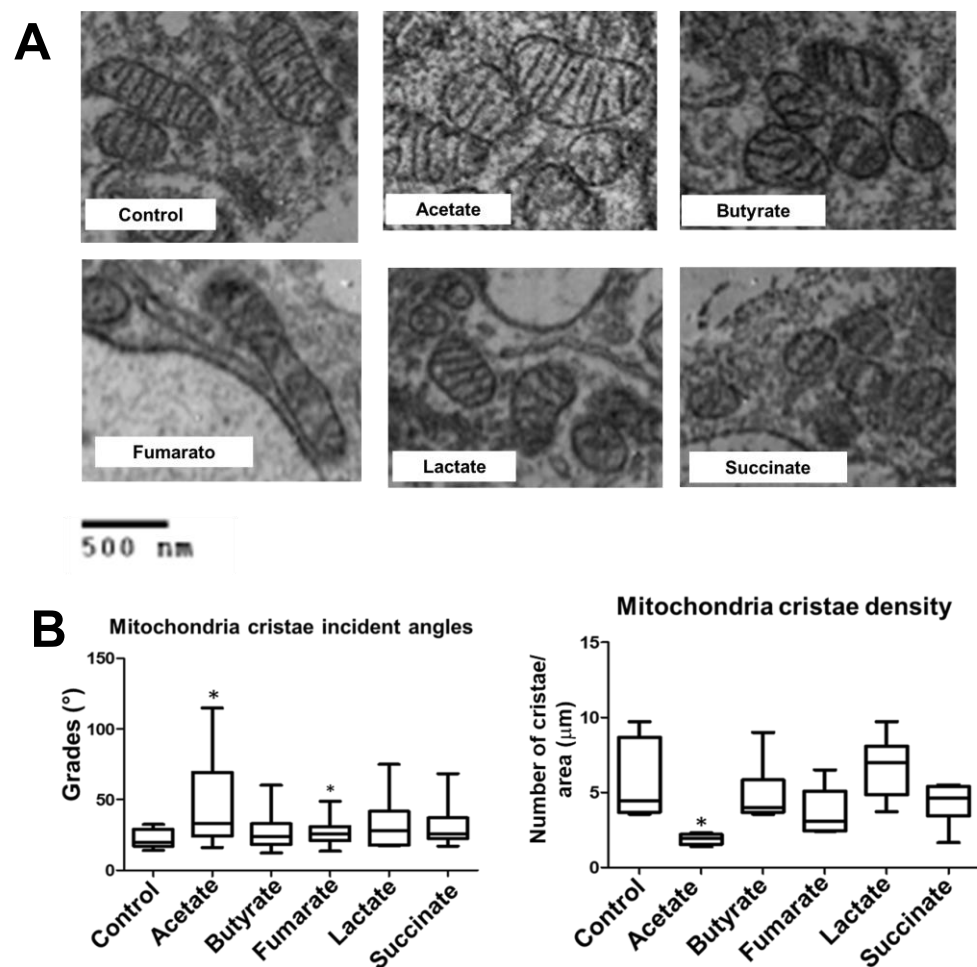 A
Control
Acetate
Butyrate
Fumarato
Lactate
Succinate
500 nm
B
Mitochondria cristae incident angles
Grades (°)
150
100
50
0
*
*
Control
Acetate
Butyrate
Fumarate
Lactate
Succinate
Mitochondria cristae density
Number of cristae/
area (μm)
15
10
5
0
*
Control
Acetate
Butyrate
Fumarate
Lactate
Succinate